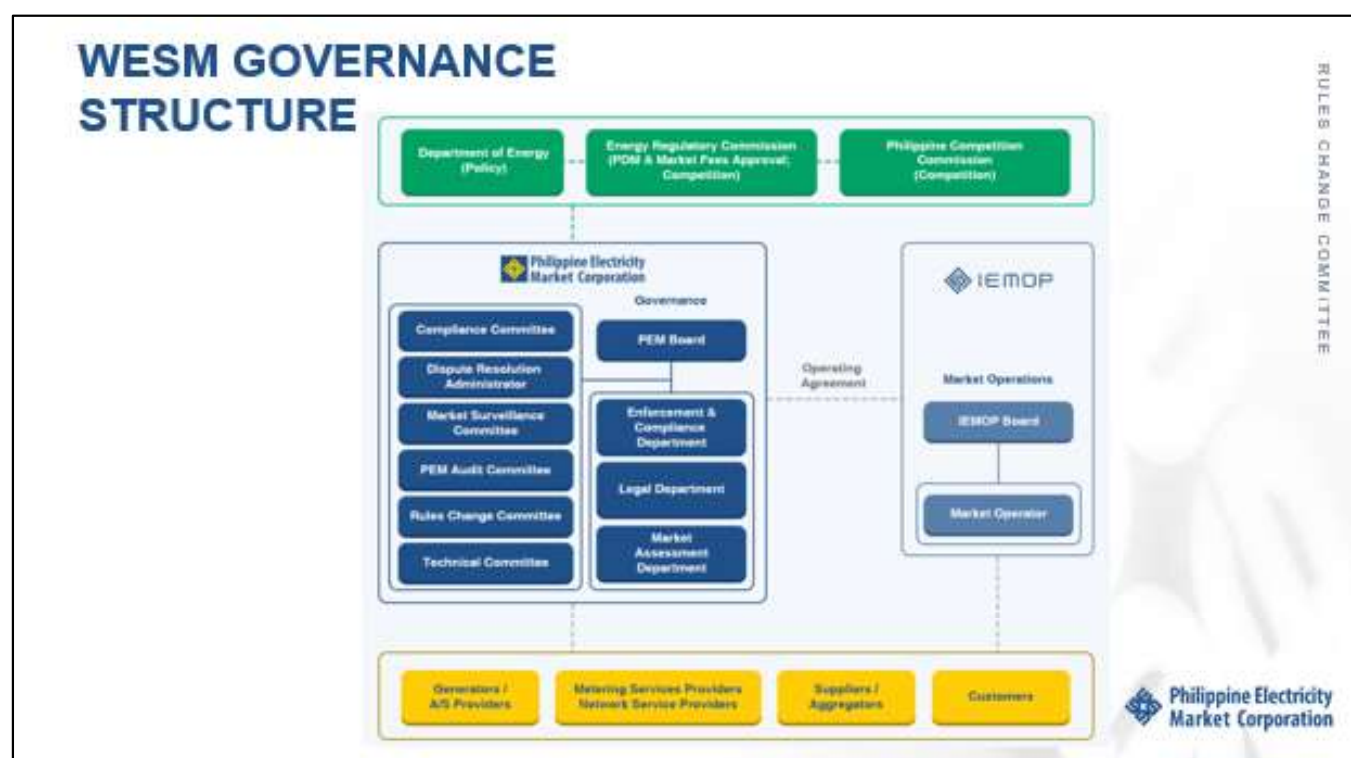 WESM GOVERNANCE
STRUCTURE
RULES CHANGE COMMITTEE
Department of Energy
(Policy)
Energy Regulatory Commission
(PDM & Market Fees Approval;
Competition)
Philippine Competition
Commission
(Competition)
Philippine Electricity
Market Corporation
Governance
Compliance Committee
Dispute Resolution
Administrator
Market Surveillance
Committee
PEM Audit Committee
Rules Change Committee
Technical Committee
PEM Board
Enforcement &
Compliance
Department
Legal Department
Market
Assessment
Department
Operating
Agreement
IEMOP
Market Operations
IEMOP Board
Market Operator
Generators /
A/S Providers
Metering Services Providers
Network Service Providers
Suppliers /
Aggregators
Customers
Philippine Electricity
Market Corporation